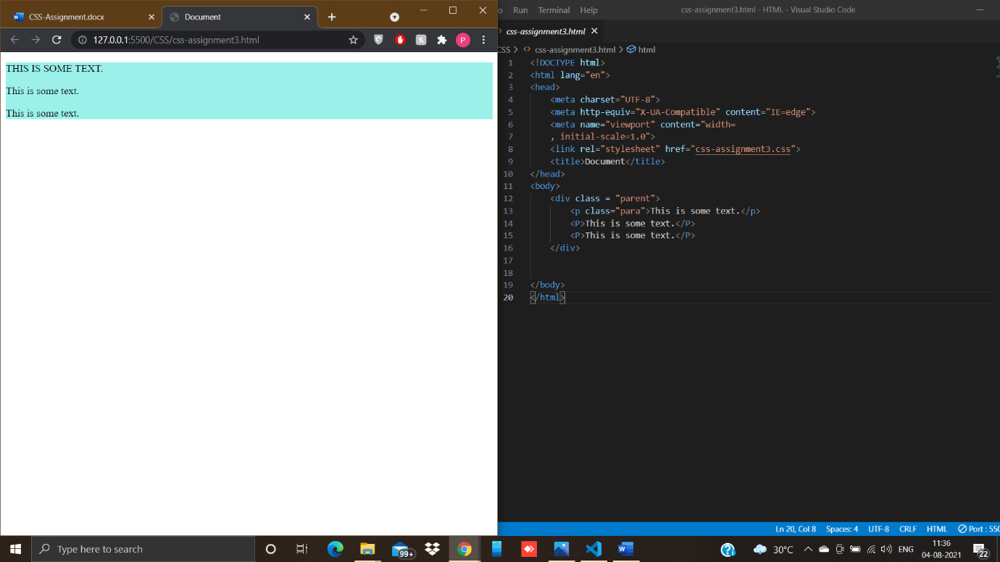 CSS-Assignment.docx
Document
127.0.0.1:5500/CSS/css-assignment3.html
P
THIS IS SOME TEXT.
This is some text.
This is some text.
Run Terminal Help
css-assignment3.html - HTML - Visual Studio Code
css-assignment3.html
CSS > css-assignment3.html > html
1 <!DOCTYPE html>
2 <html lang="en">
3 <head>
4 <meta charset="UTF-8">
5 <meta http-equiv="X-UA-Compatible" content="IE=edge">
6 <meta name="viewport" content="width=
7 , initial-scale=1.0">
8 <link rel="stylesheet" href="css-assignment3.css">
9 <title>Document</title>
10 </head>
11 <body>
12 <div class = "parent">
13 <p class="para">This is some text.</p>
14 <P>This is some text.</P>
15 <P>This is some text.</P>
16 </div>
17
18
19 </body>
20 </html>
Ln 20, Col 8 Spaces: 4 UTF-8 CRLF HTML Port : 550
Type here to search
99+
30°C
ENG
11:36
04-08-2021
22